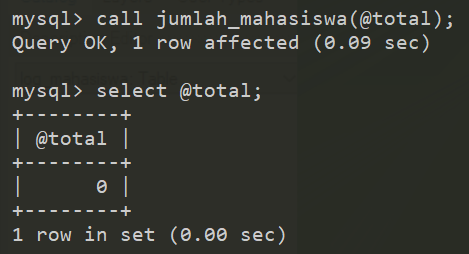 mysql> call jumlah_mahasiswa(@total);
Query OK, 1 row affected (0.09 sec)
mysql> select @total;
+--------+
| @total |
+--------+
|      0 |
+--------+
1 row in set (0.00 sec)